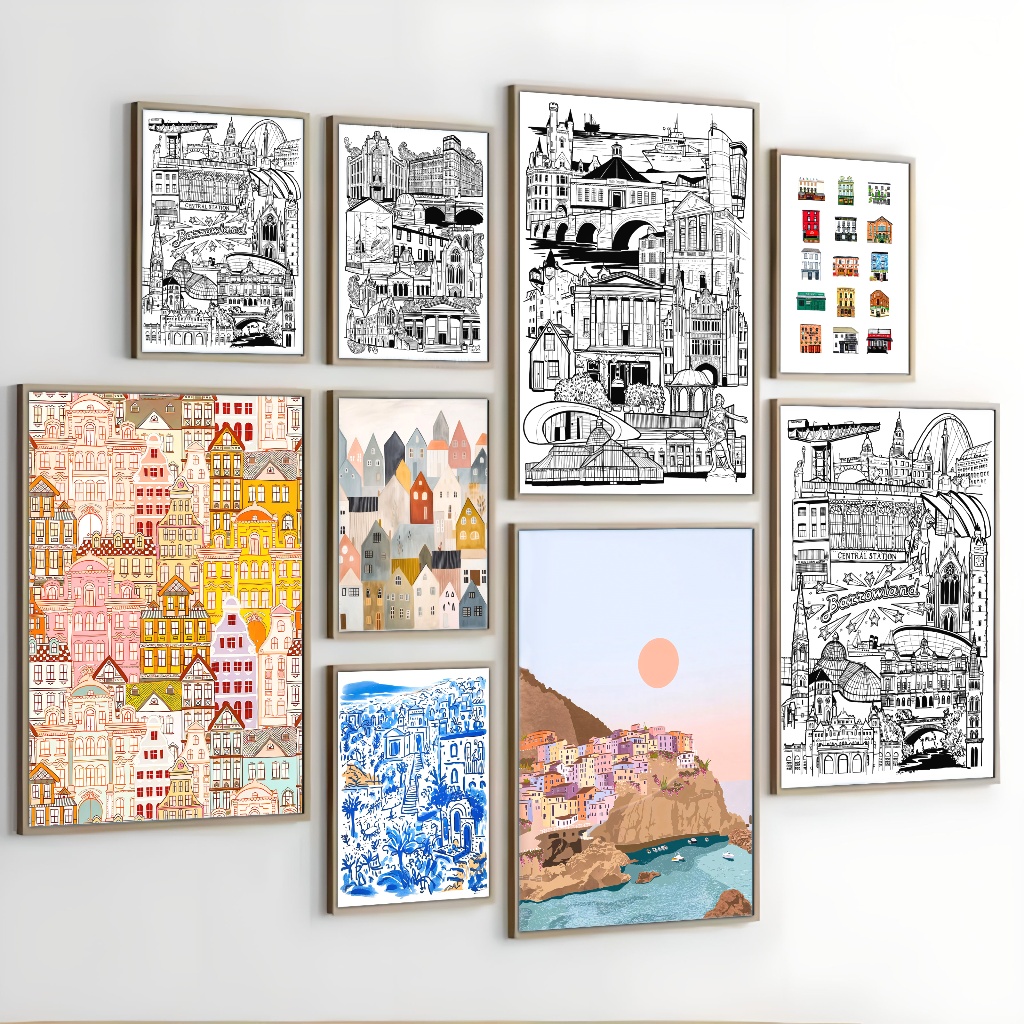 CENTRAL STATION
Barrowland
CENTRAL STATION
Barrowland